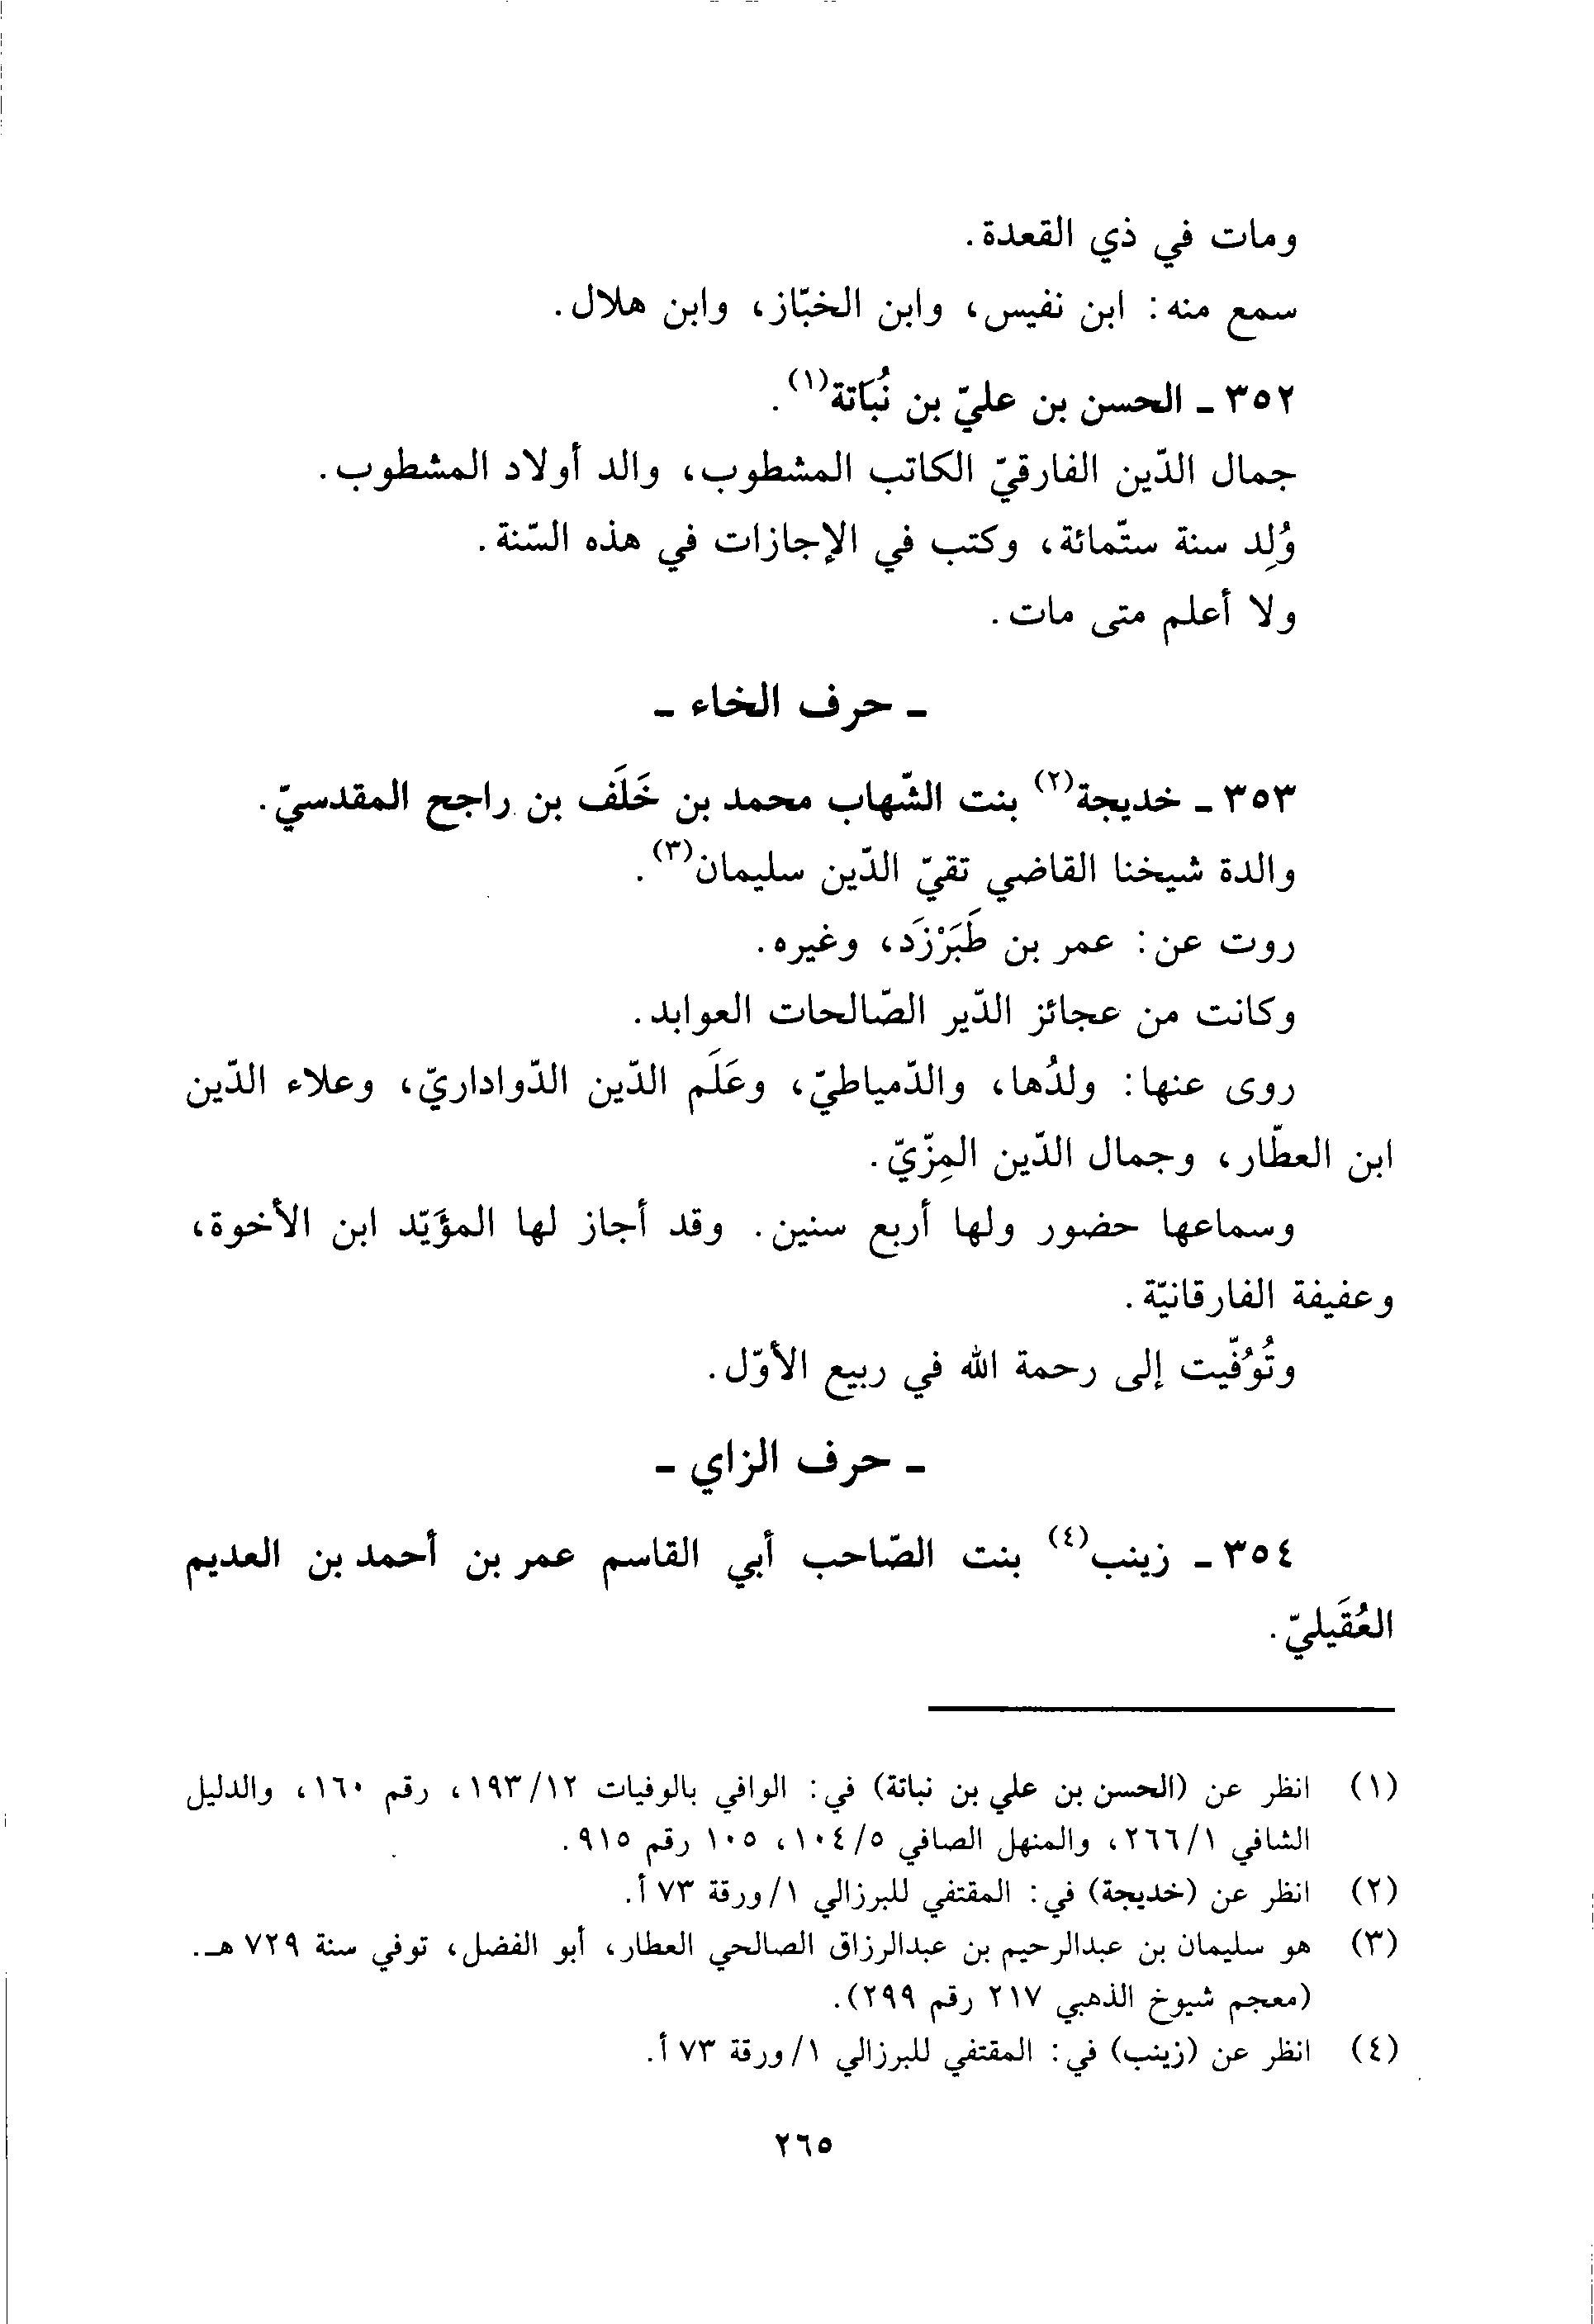 ومات في ذي القعدة.
سمع منه: ابن نفيس، وابن الخبّاز، وابن هلال.
٣٥٢ - الحسن بن عليّ بن نُبَاتة(١).
جمال الدّين الفارقيّ الكاتب المشطوب، والد أولاد المشطوب.
وُلِد سنة ستّمائة، وكتب في الإجازات في هذه السّنة.
ولا أعلم متى مات.
- حرف الخاء -
٣٥٣ - خديجة(٢) بنت الشّهاب محمد بن خَلَف بن راجح المقدسيّ.
والدة شيخنا القاضي تقيّ الدّين سليمان(٣).
روت عن: عمر بن طَبَرْزَد، وغيره.
وكانت من عجائز الدّير الصّالحات العوابد.
روى عنها: ولدُها، والدّمياطيّ، وعَلَم الدّين الدّواداريّ، وعلاء الدّين
ابن العطّار، وجمال الدّين المِزّيّ.
وسماعها حضور ولها أربع سنين. وقد أجاز لها المؤيّد ابن الأخوة،
وعفيفة الفارقانيّة.
وتُوُفّيت إلى رحمة الله في ربيع الأوّل.
- حرف الزاي -
٣٥٤ - زينب(٤) بنت الصّاحب أبي القاسم عمر بن أحمد بن العديم
العُقَيليّ.
(١) انظر عن (الحسن بن علي بن نباتة) في: الوافي بالوفيات ١٢/١٩٣، رقم ١٦٠، والدليل
الشافي ١/٢٦٦، والمنهل الصافي ٥/١٠٤، ١٠٥ رقم ٩١٥.
(٢) انظر عن (خديجة) في: المقتفي للبرزالي ١/ورقة ٧٣ أ.
(٣) هو سليمان بن عبدالرحيم بن عبدالرزاق الصالحي العطار، أبو الفضل، توفي سنة ٧٢٩ هـ.
(معجم شيوخ الذهبي ٢١٧ رقم ٢٩٩).
(٤) انظر عن (زينب) في: المقتفي للبرزالي ١/ورقة ٧٣ أ.
٢٦٥